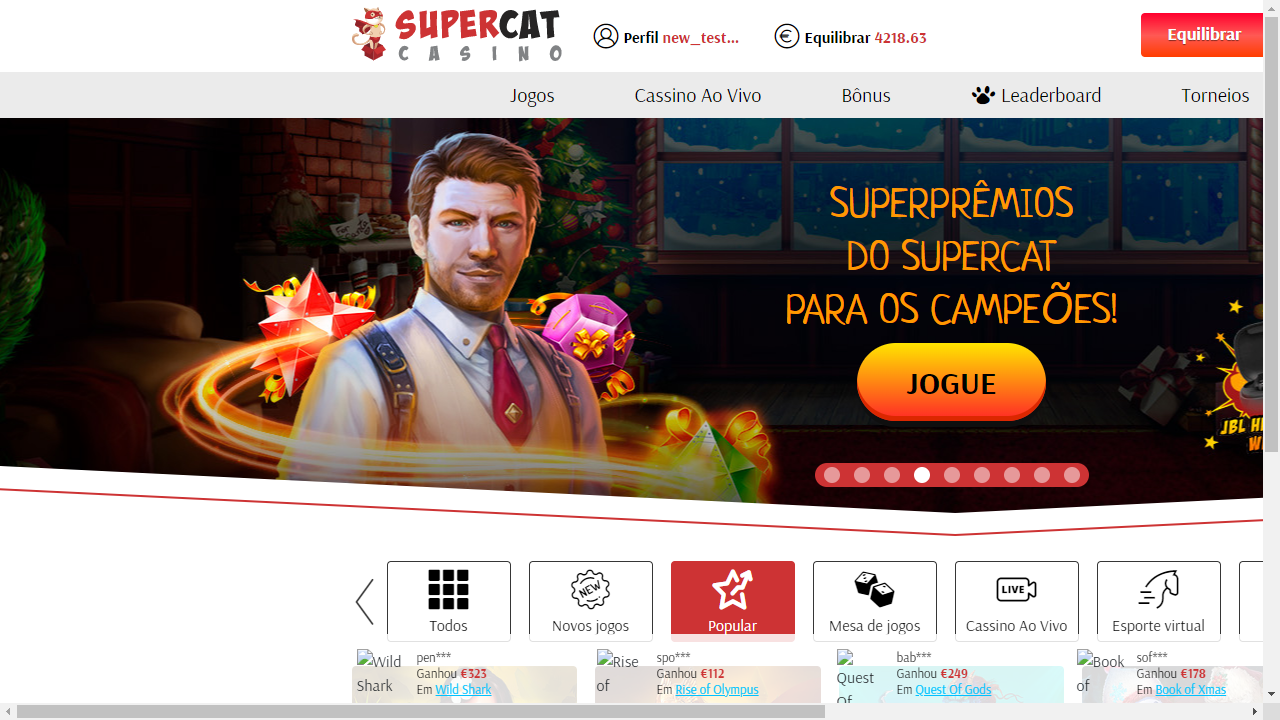 SUPERCAT
CASINO
Perfil new_test...
Equilibrar 4218.63
Equilibrar
Jogos
Cassino Ao Vivo
Bônus
Leaderboard
Torneios
SUPERPRÊMIOS
DO SUPERCAT
PARA OS CAMPEÕES!
JOGUE
Todos
NEW
Novos jogos
Popular
Mesa de jogos
LIVE
Cassino Ao Vivo
Esporte virtual
Wild
Shark
pen***
Ganhou €323
Em Wild Shark
Rise
of
spo***
Ganhou €112
Em Rise of Olympus
Quest
Of
bab***
Ganhou €249
Em Quest Of Gods
Book
of
sof***
Ganhou €178
Em Book of Xmas